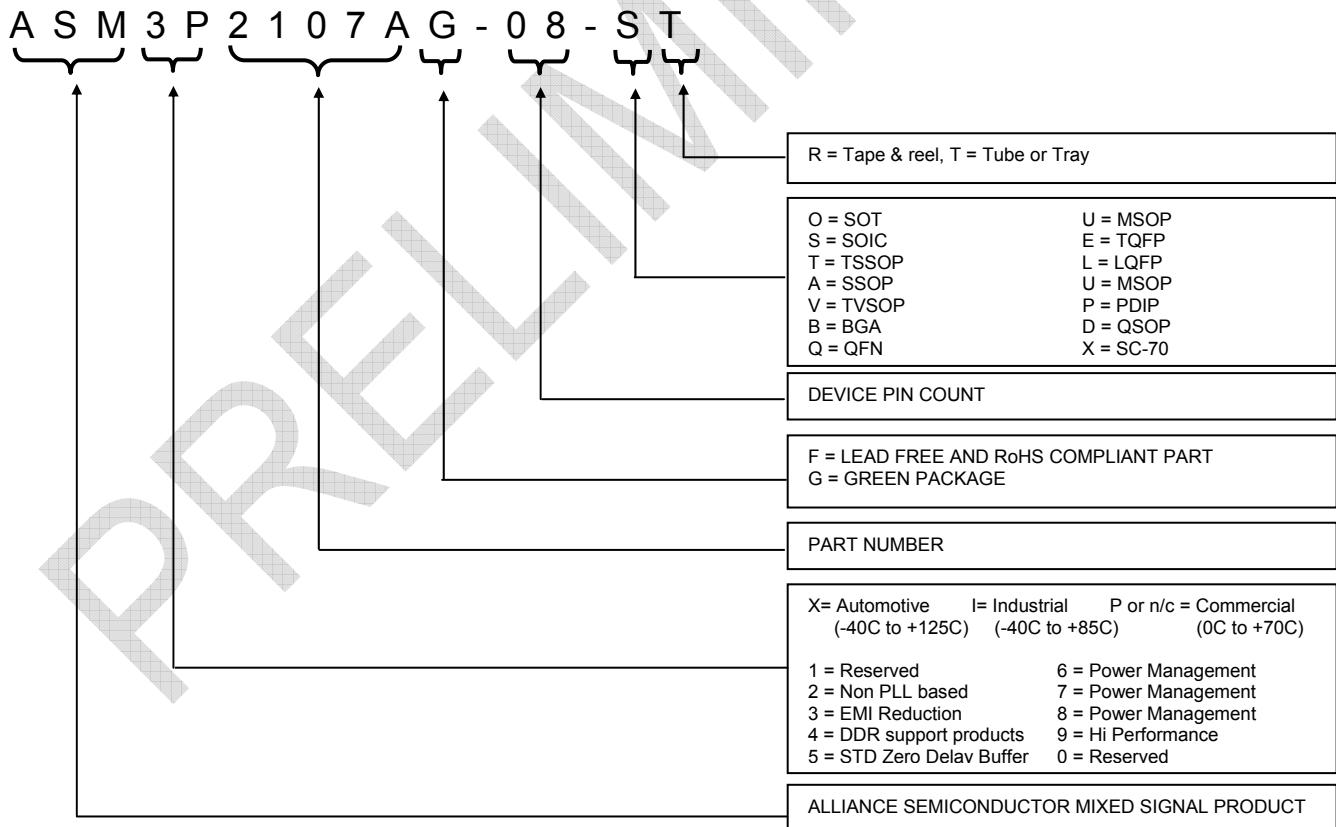 A S M 3 P 2 1 0 7 A G - 0 8 - S T
R = Tape & reel, T = Tube or Tray
O = SOT U = MSOP
S = SOIC E = TQFP
T = TSSOP L = LQFP
A = SSOP U = MSOP
V = TVSOP P = PDIP
B = BGA D = QSOP
Q = QFN X = SC-70
DEVICE PIN COUNT
F = LEAD FREE AND RoHS COMPLIANT PART
G = GREEN PACKAGE
PART NUMBER
X= Automotive I= Industrial P or n/c = Commercial
(-40C to +125C) (-40C to +85C) (0C to +70C)
1 = Reserved 6 = Power Management
2 = Non PLL based 7 = Power Management
3 = EMI Reduction 8 = Power Management
4 = DDR support products 9 = Hi Performance
5 = STD Zero Delav Buffer 0 = Reserved
ALLIANCE SEMICONDUCTOR MIXED SIGNAL PRODUCT
PRELIMI